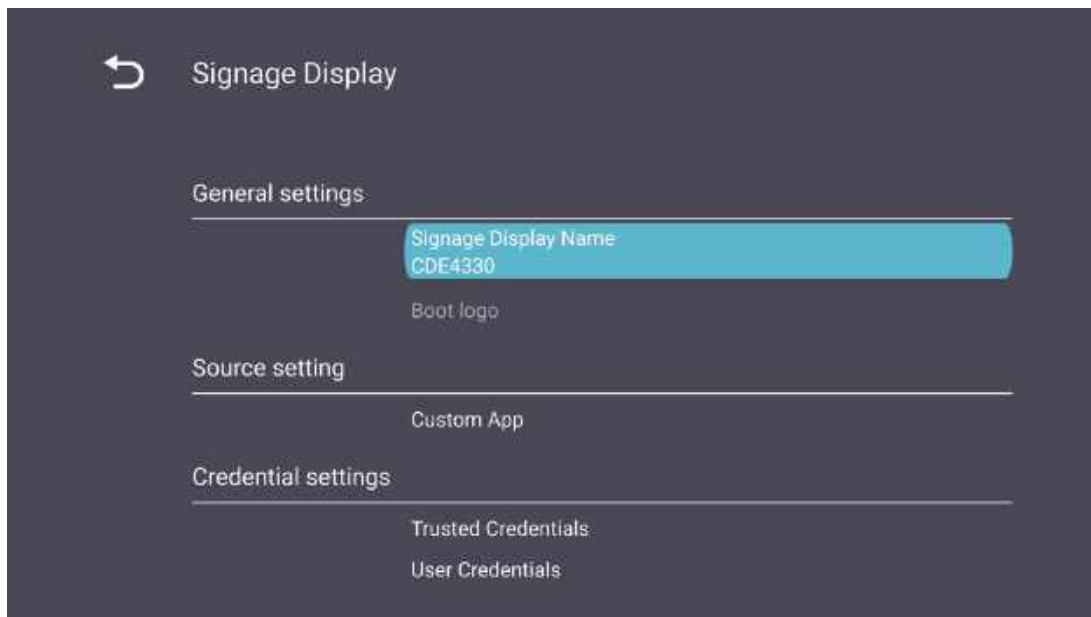 Signage Display
General settings
Signage Display Name
CDE4330
Boot logo
Source setting
Custom App
Credential settings
Trusted Credentials
User Credentials